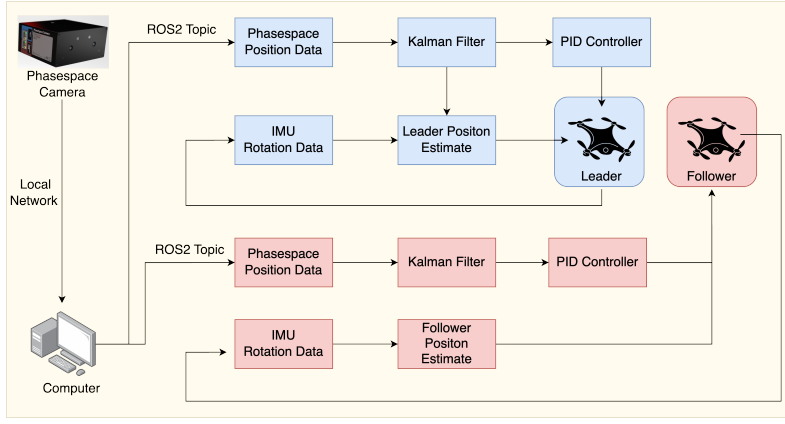 ROS2 Topic
Phasespace
Position Data
Kalman Filter
PID Controller
Phasespace
Camera
IMU
Rotation Data
Leader Positon
Estimate
Leader
Follower
Local
Network
ROS2 Topic
Phasespace
Position Data
Kalman Filter
PID Controller
IMU
Rotation Data
Follower
Positon
Estimate
Computer